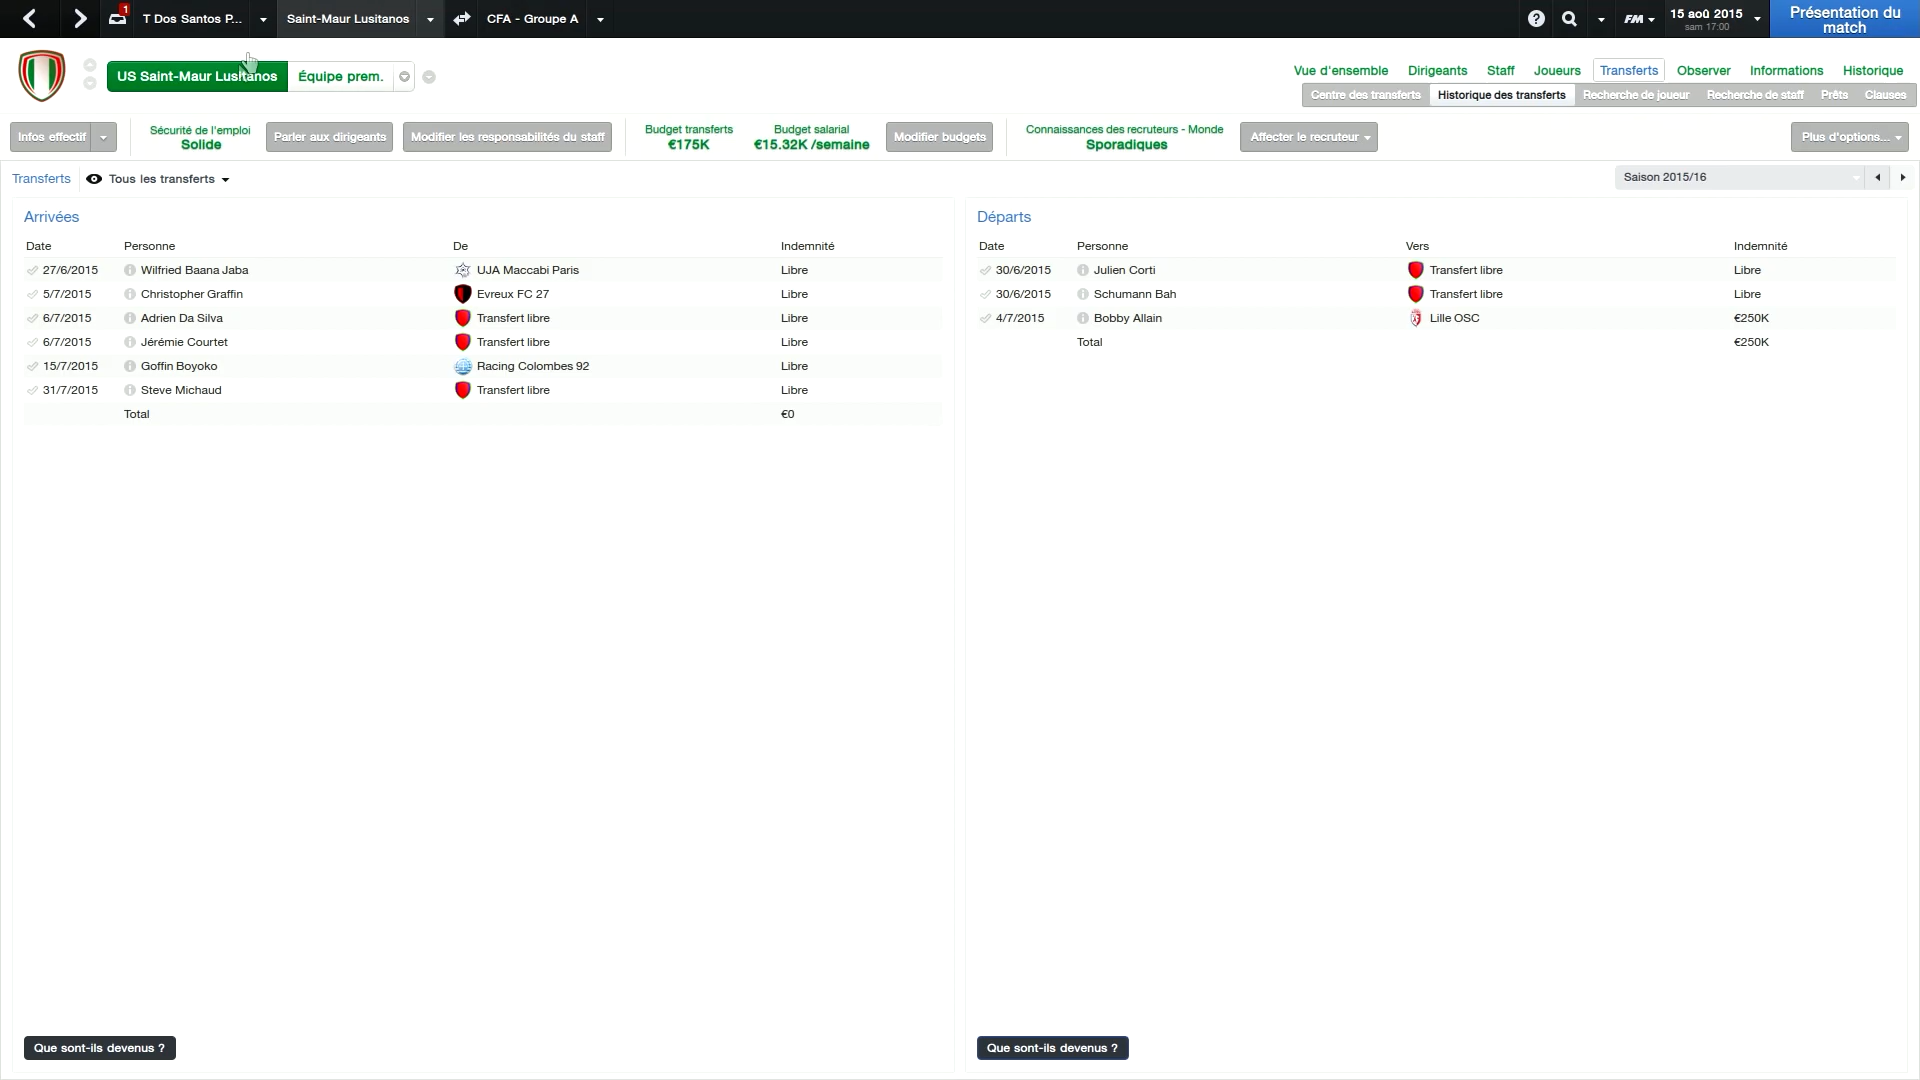 1
T Dos Santos P...
Saint-Maur Lusitanos
CFA - Groupe A
?
FM
15 aoû 2015
sam 17:00
Présentation du match
US Saint-Maur Lusitanos
Équipe prem.
Vue d'ensemble
Dirigeants
Staff
Joueurs
Transferts
Observer
Informations
Historique
Centre des transferts
Historique des transferts
Recherche de joueur
Recherche de staff
Prêts
Clauses
Infos effectif
Sécurité de l'emploi
Solide
Parler aux dirigeants
Modifier les responsabilités du staff
Budget transferts
€175K
Budget salarial
€15.32K /semaine
Modifier budgets
Connaissances des recruteurs - Monde
Sporadiques
Affecter le recruteur
Plus d'options...
Transferts
Tous les transferts
Saison 2015/16
Arrivées
Date Personne De Indemnité
27/6/2015 Wilfried Baana Jaba UJA Maccabi Paris Libre
5/7/2015 Christopher Graffin Evreux FC 27 Libre
6/7/2015 Adrien Da Silva Transfert libre Libre
6/7/2015 Jérémie Courtet Transfert libre Libre
15/7/2015 Goffin Boyoko Racing Colombes 92 Libre
31/7/2015 Steve Michaud Transfert libre Libre
Total €0
Que sont-ils devenus ?
Départs
Date Personne Vers Indemnité
30/6/2015 Julien Corti Transfert libre Libre
30/6/2015 Schumann Bah Transfert libre Libre
4/7/2015 Bobby Allain Lille OSC €250K
Total €250K
Que sont-ils devenus ?